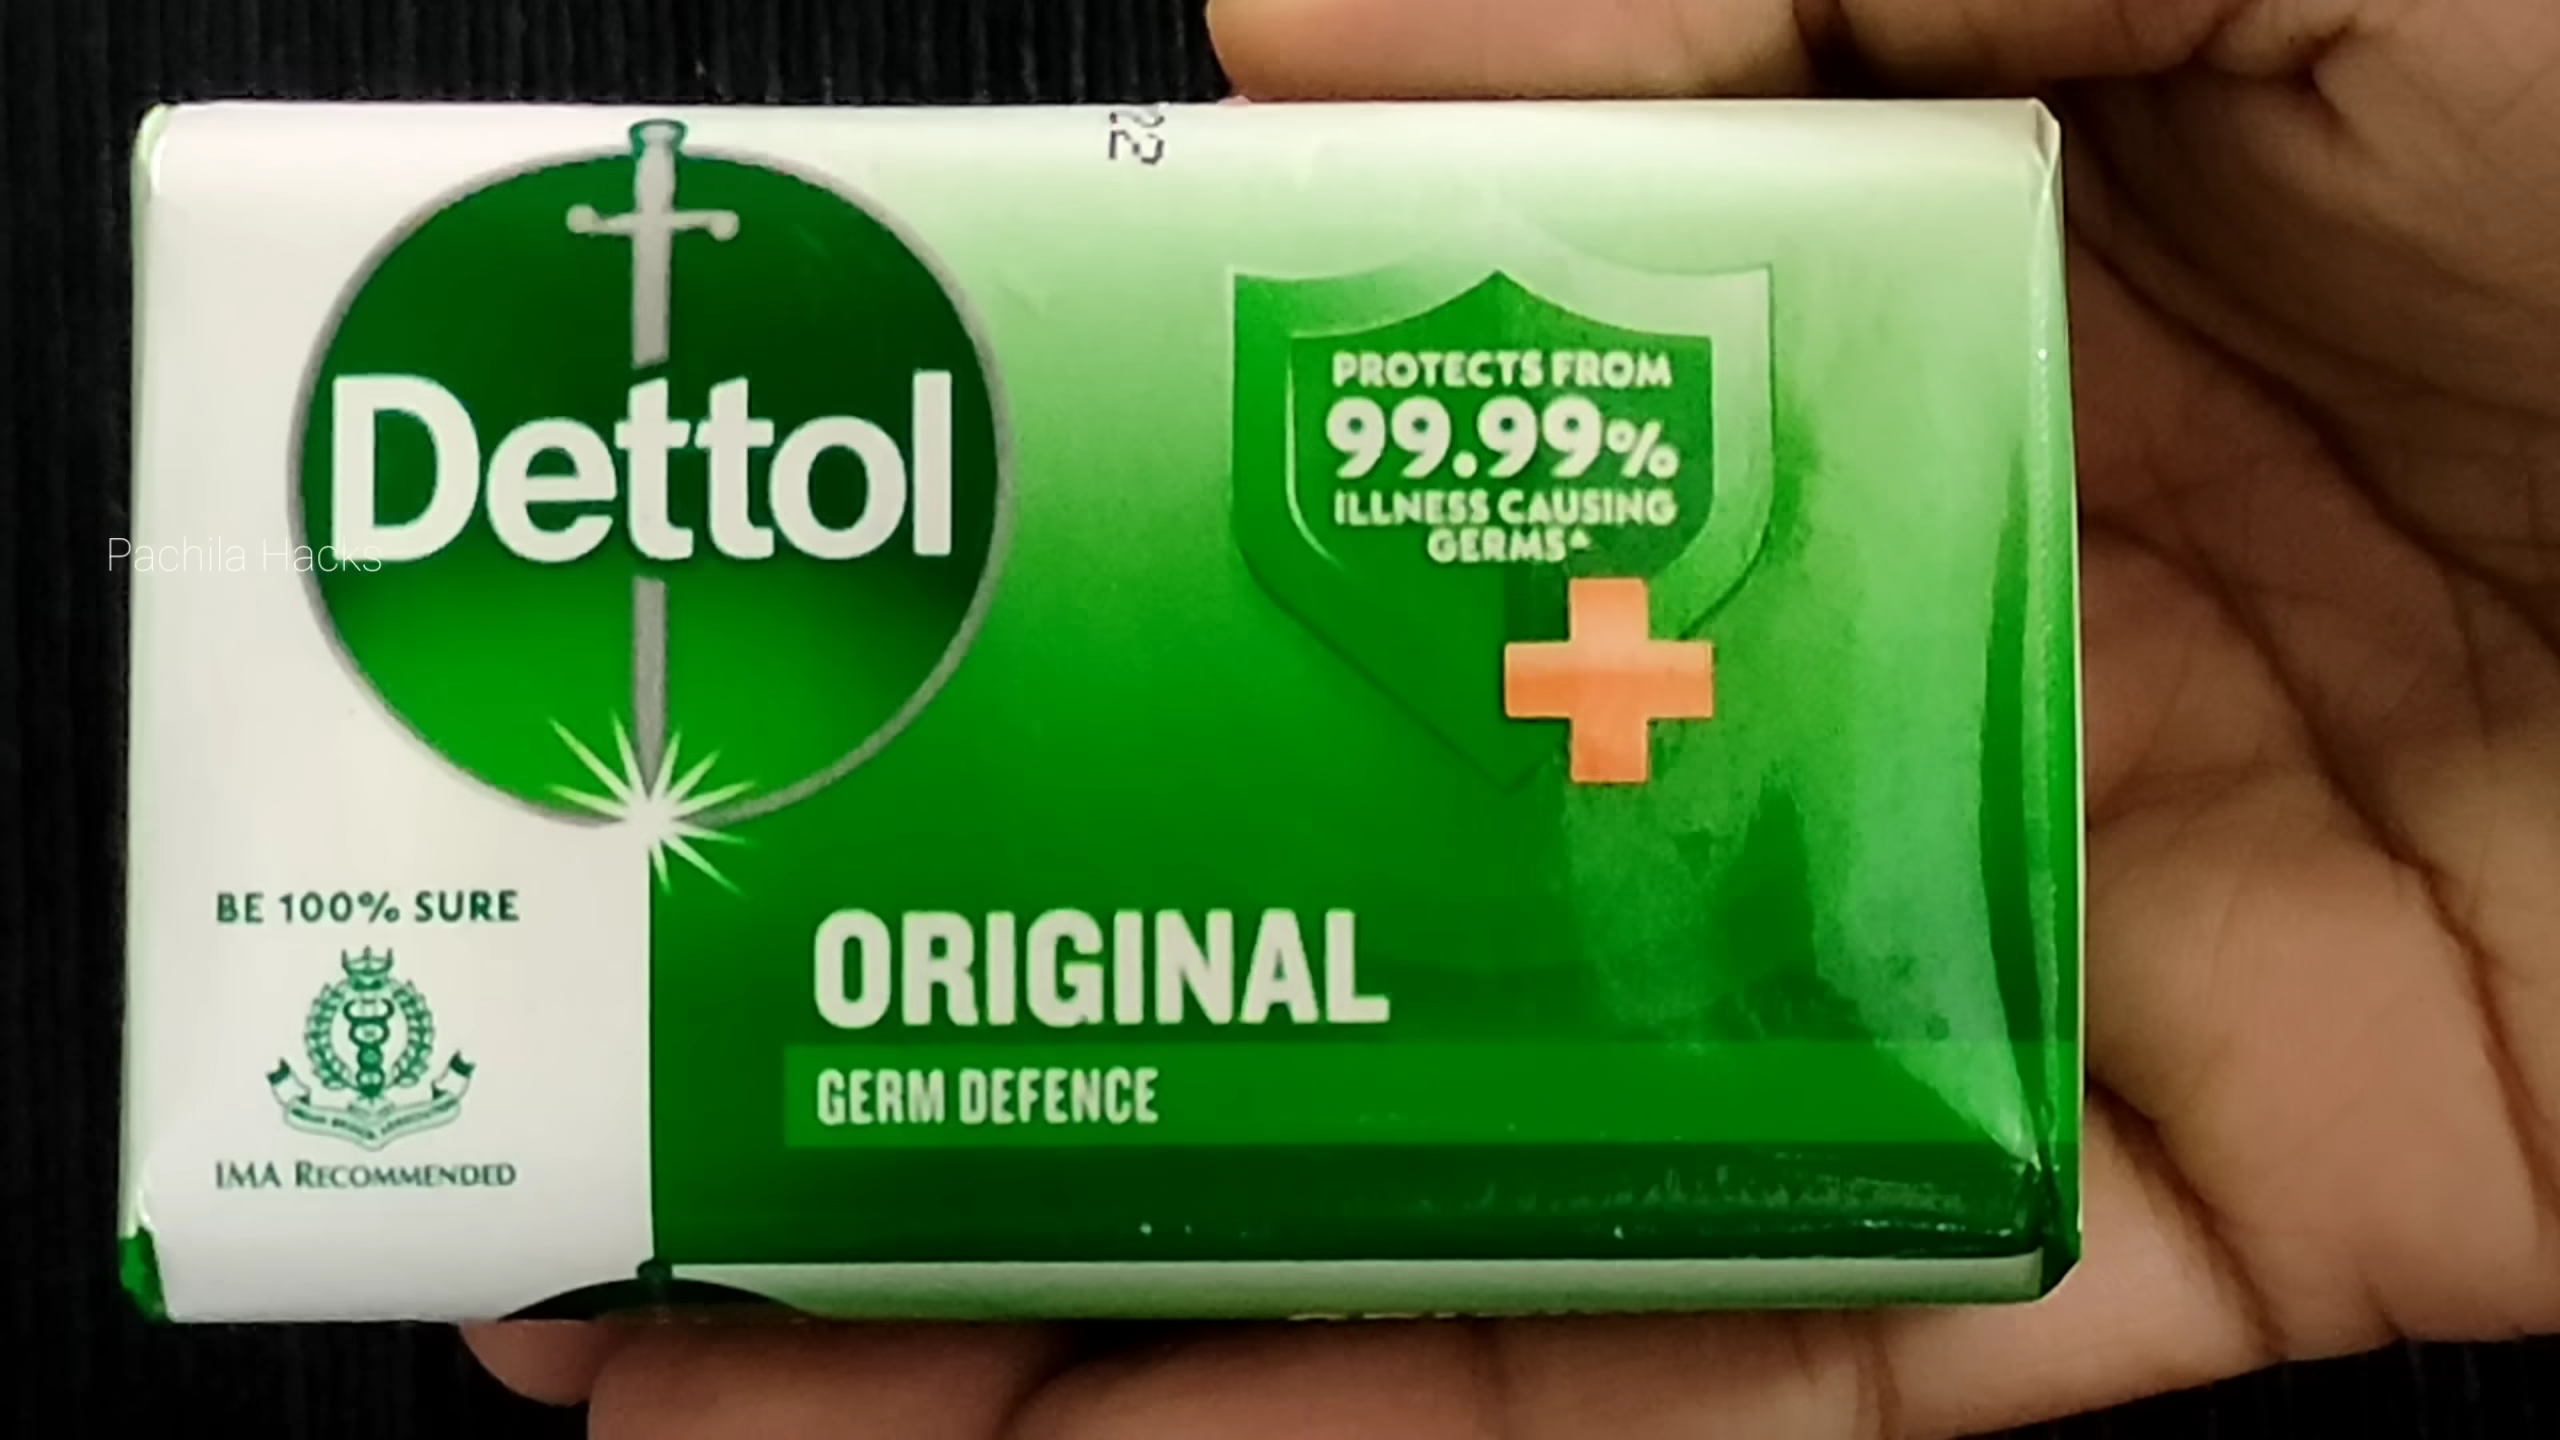 22
Dettol
PROTECTS FROM
99.99%
ILLNESS CAUSING
GERMS^
Pachila Hacks
BE 100% SURE
ORIGINAL
GERM DEFENCE
IMA RECOMMENDED